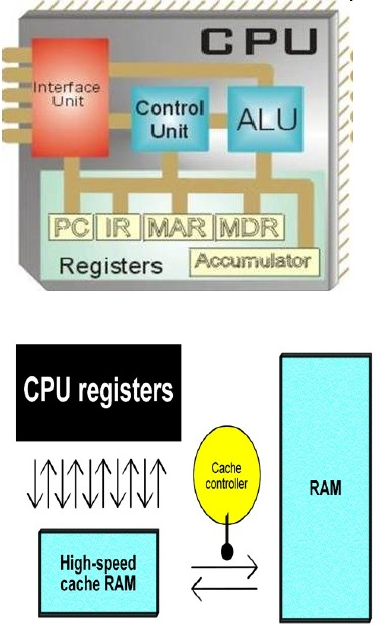 CPU
Interface
Unit
Control
Unit
ALU
PC IR MAR MDR
Registers
Accumulator
CPU registers
Cache
controller
RAM
High-speed
cache RAM